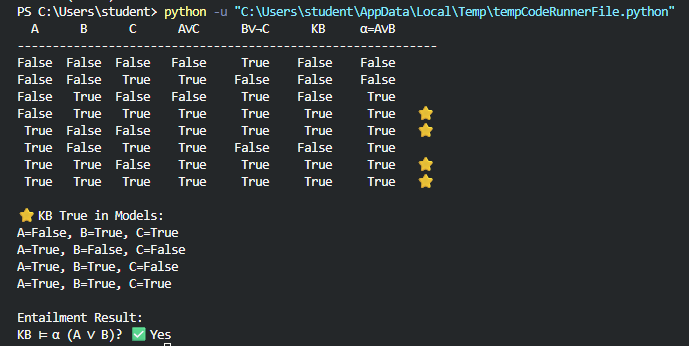 PS C:\Users\student> python -u "C:\Users\student\AppData\Local\Temp\tempCodeRunnerFile.python"
A B C A∨C B∨¬C KB α=A∨B
----------------------------------------------------------------
False False False False True False False
False False True True False False False
False True False False True False True
False True True True True True True ⭐
True False False True True True True ⭐
True False True True False False True
True True False True True True True ⭐
True True True True True True True ⭐
⭐ KB True in Models:
A=False, B=True, C=True
A=True, B=False, C=False
A=True, B=True, C=False
A=True, B=True, C=True
Entailment Result:
KB ⊨ α (A ∨ B)? ✅ Yes